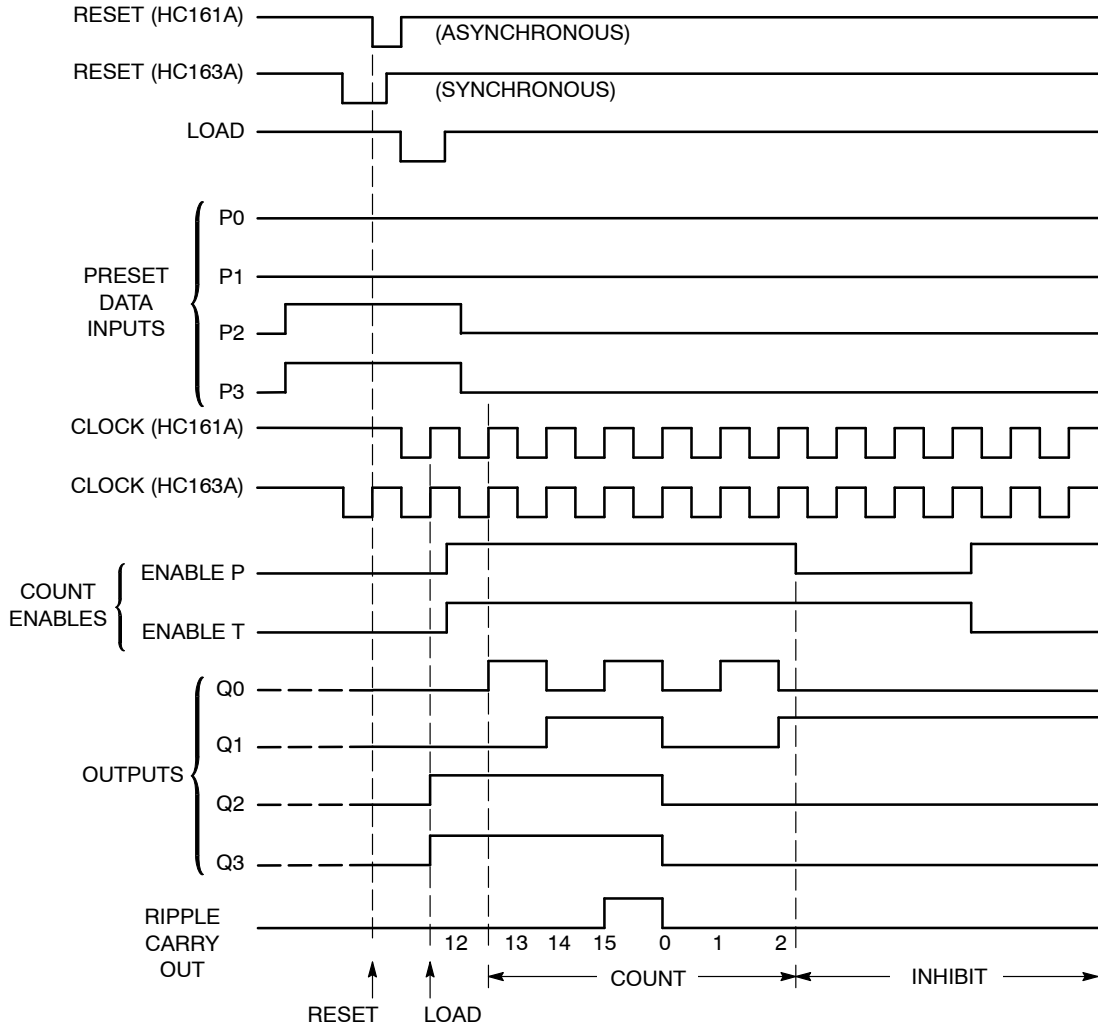 RESET (HC161A)
(ASYNCHRONOUS)
RESET (HC163A)
(SYNCHRONOUS)
LOAD
PRESET
DATA
INPUTS
P0
P1
P2
P3
CLOCK (HC161A)
CLOCK (HC163A)
COUNT
ENABLES
ENABLE P
ENABLE T
OUTPUTS
Q0
Q1
Q2
Q3
RIPPLE
CARRY
OUT
12 13 14 15 0 1 2
COUNT INHIBIT
RESET LOAD